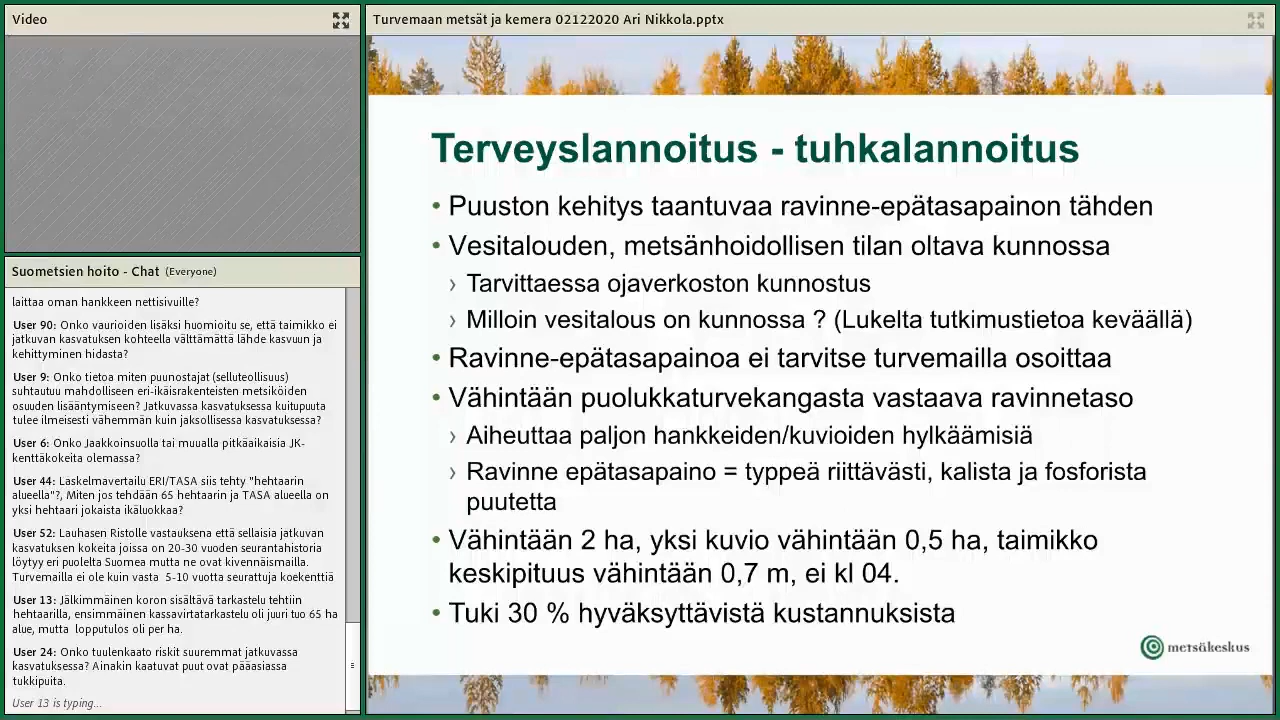 Video
Suometsien hoito - Chat (Everyone)
laittaa oman hankkeen nettisivuille?
User 90: Onko vaurioiden lisäksi huomioitu se, että taimikko ei
jatkuvan kasvatuksen kohteella välttämättä lähde kasvuun ja
kehittyminen hidasta?
User 9: Onko tietoa miten puunostajat (selluteollisuus)
suhtautuu mahdolliseen eri-ikäisrakenteisten metsiköiden
osuuden lisääntymiseen? Jatkuvassa kasvatuksessa kuitupuuta
tulee ilmeisesti vähemmän kuin jaksollisessa kasvatuksessa?
User 6: Onko Jaakkoinsuolla tai muualla pitkäaikaisia JK-
kenttäkokeita olemassa?
User 44: Laskelmavertailu ERI/TASA siis tehty "hehtaarin
alueella"?, Miten jos tehdään 65 hehtaarin ja TASA alueella on
yksi hehtaari jokaista ikäluokkaa?
User 52: Lauhasen Ristolle vastauksena että sellaisia jatkuvan
kasvatuksen kokeita joissa on 20-30 vuoden seurantahistoria
löytyy eri puolelta Suomea mutta ne ovat kivennäismailla.
Turvemailla ei ole kuin vasta 5-10 vuotta seurattuja koekenttiä
User 13: Jälkimmäinen koron sisältävä tarkastelu tehtiin
hehtaarilla, ensimmäinen kassavirtatarkastelu oli juuri tuo 65 ha
alue, mutta lopputulos oli per ha.
User 24: Onko tuulenkaato riskit suuremmat jatkuvassa
kasvatuksessa? Ainakin kaatuvat puut ovat pääasiassa
tukkipuita.
User 13 is typing...
Turvemaan metsät ja kemera 02122020 Ari Nikkola.pptx
Terveyslannoitus - tuhkalannoitus
• Puuston kehitys taantuvaa ravinne-epätasapainon tähden
• Vesitalouden, metsänhoidollisen tilan oltava kunnossa
› Tarvittaessa ojaverkoston kunnostus
› Milloin vesitalous on kunnossa ? (Lukelta tutkimustietoa keväällä)
• Ravinne-epätasapainoa ei tarvitse turvemailla osoittaa
• Vähintään puolukkaturvekangasta vastaava ravinnetaso
› Aiheuttaa paljon hankkeiden/kuvioiden hylkäämisiä
› Ravinne epätasapaino = typpeä riittävästi, kalista ja fosforista
puutetta
• Vähintään 2 ha, yksi kuvio vähintään 0,5 ha, taimikko
keskipituus vähintään 0,7 m, ei kl 04.
• Tuki 30 % hyväksyttävistä kustannuksista
metsäkeskus